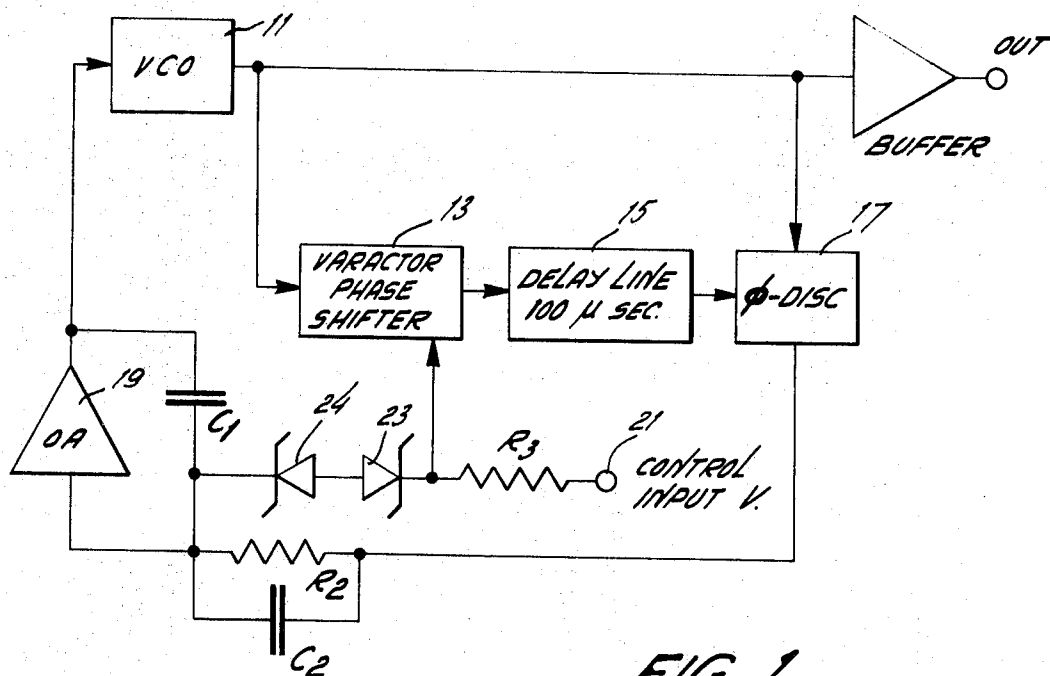 11
VCO
OUT
BUFFER
13
15
17
VARACTOR
PHASE
SHIFTER
DELAY LINE
100 μ SEC.
ϕ-DISC
19
OA
C1
24
23
R3
21
CONTROL
INPUT V.
R2
C2
FIG. 1